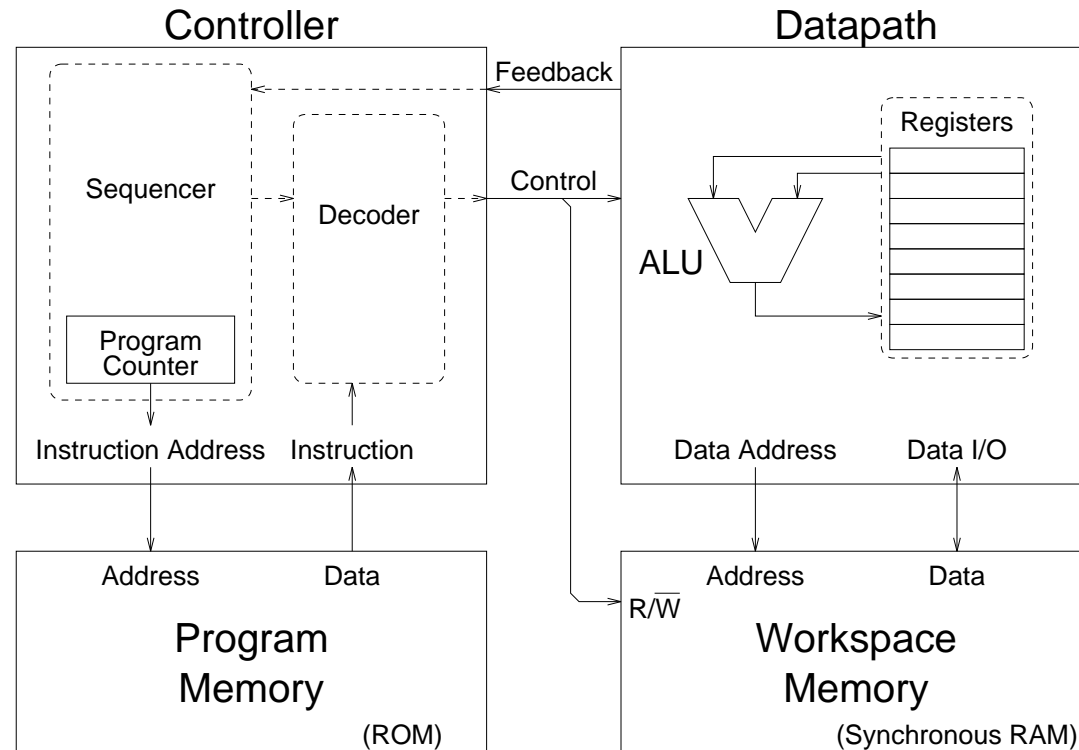 Controller
Datapath
Feedback
Registers
Sequencer
Control
Decoder
ALU
Program
Counter
Instruction Address
Instruction
Data Address
Data I/O
Address
Data
Address
Data
R/W̅
Program
Memory
(ROM)
Workspace
Memory
(Synchronous RAM)